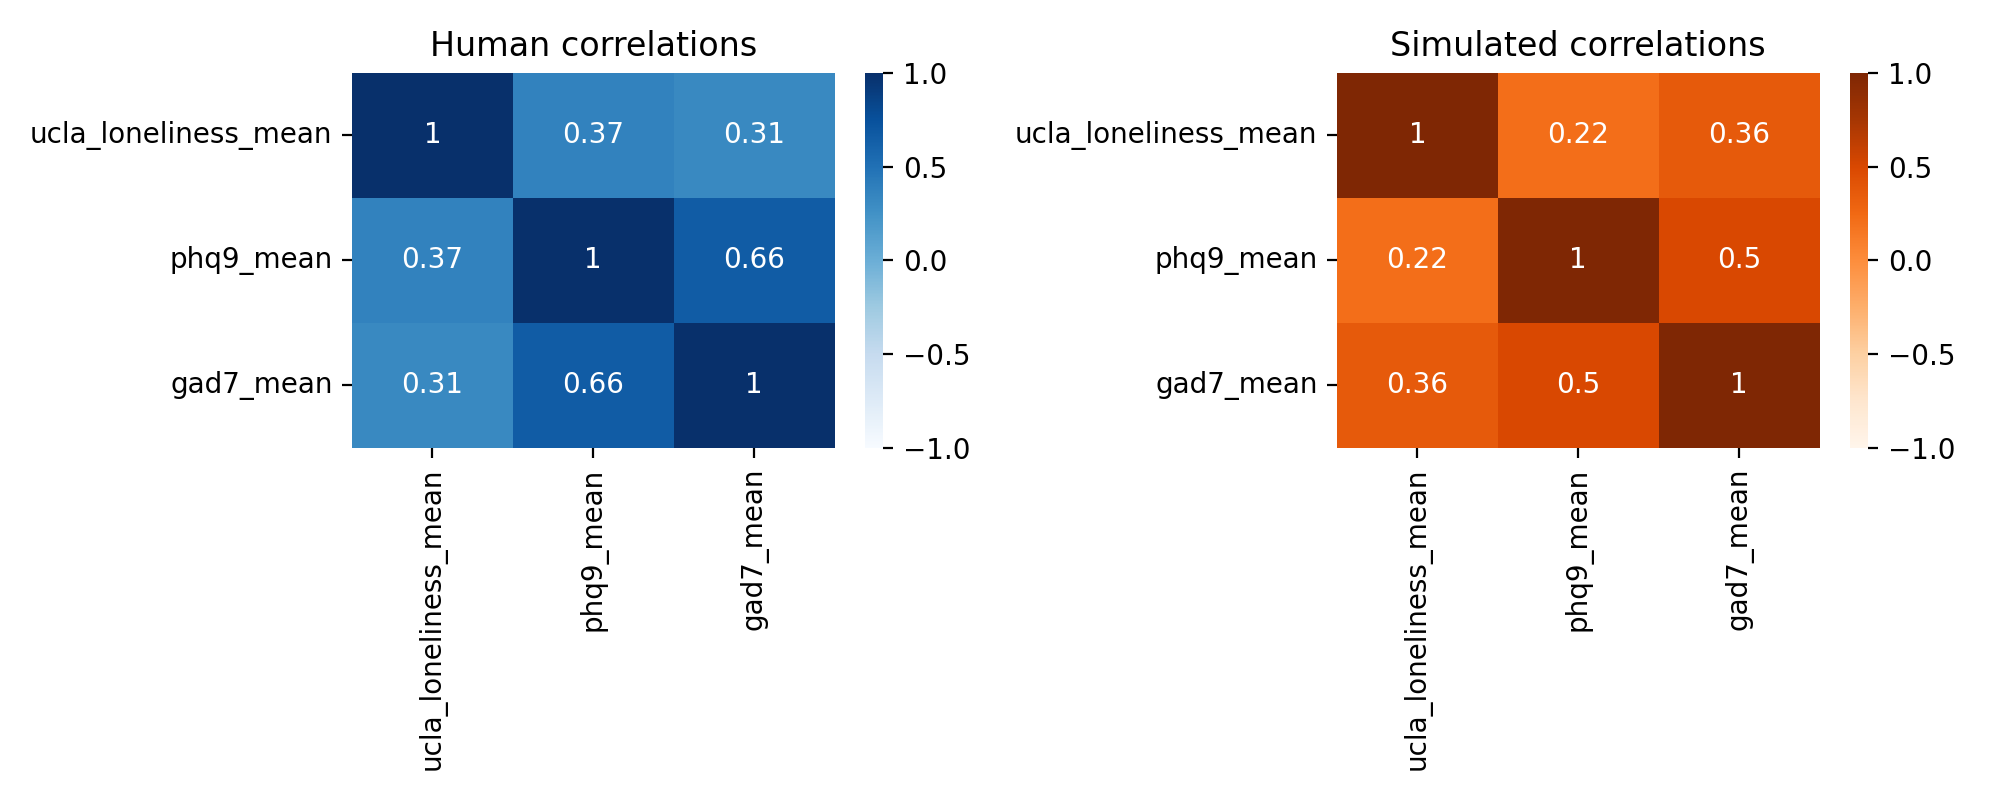 Human correlations
ucla_loneliness_mean
phq9_mean
gad7_mean
1 0.37 0.31
0.37 1 0.66
0.31 0.66 1
1.0
0.5
0.0
−0.5
−1.0
ucla_loneliness_mean
phq9_mean
gad7_mean
Simulated correlations
ucla_loneliness_mean
phq9_mean
gad7_mean
1 0.22 0.36
0.22 1 0.5
0.36 0.5 1
1.0
0.5
0.0
−0.5
−1.0
ucla_loneliness_mean
phq9_mean
gad7_mean